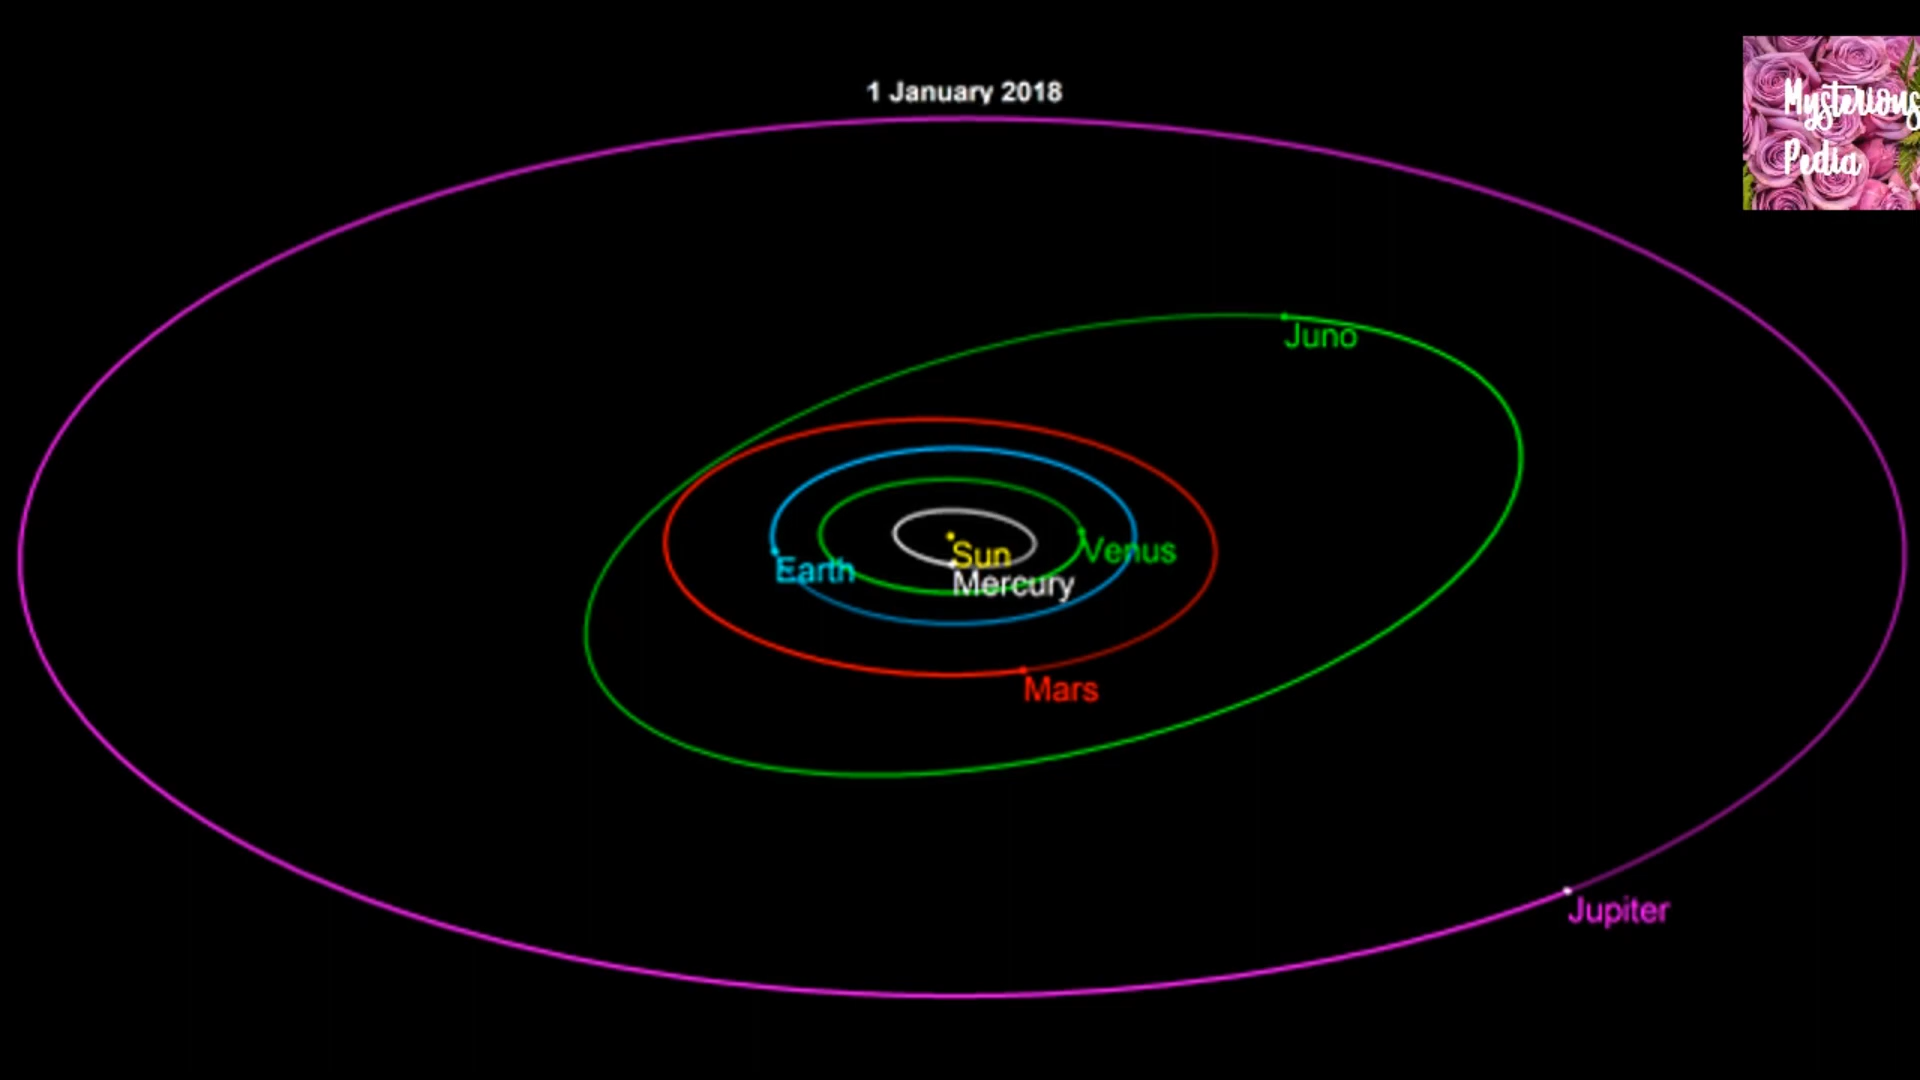 1 January 2018
Mysterious
Pedia
Juno
Venus
Sun
Earth
Mercury
Mars
Jupiter